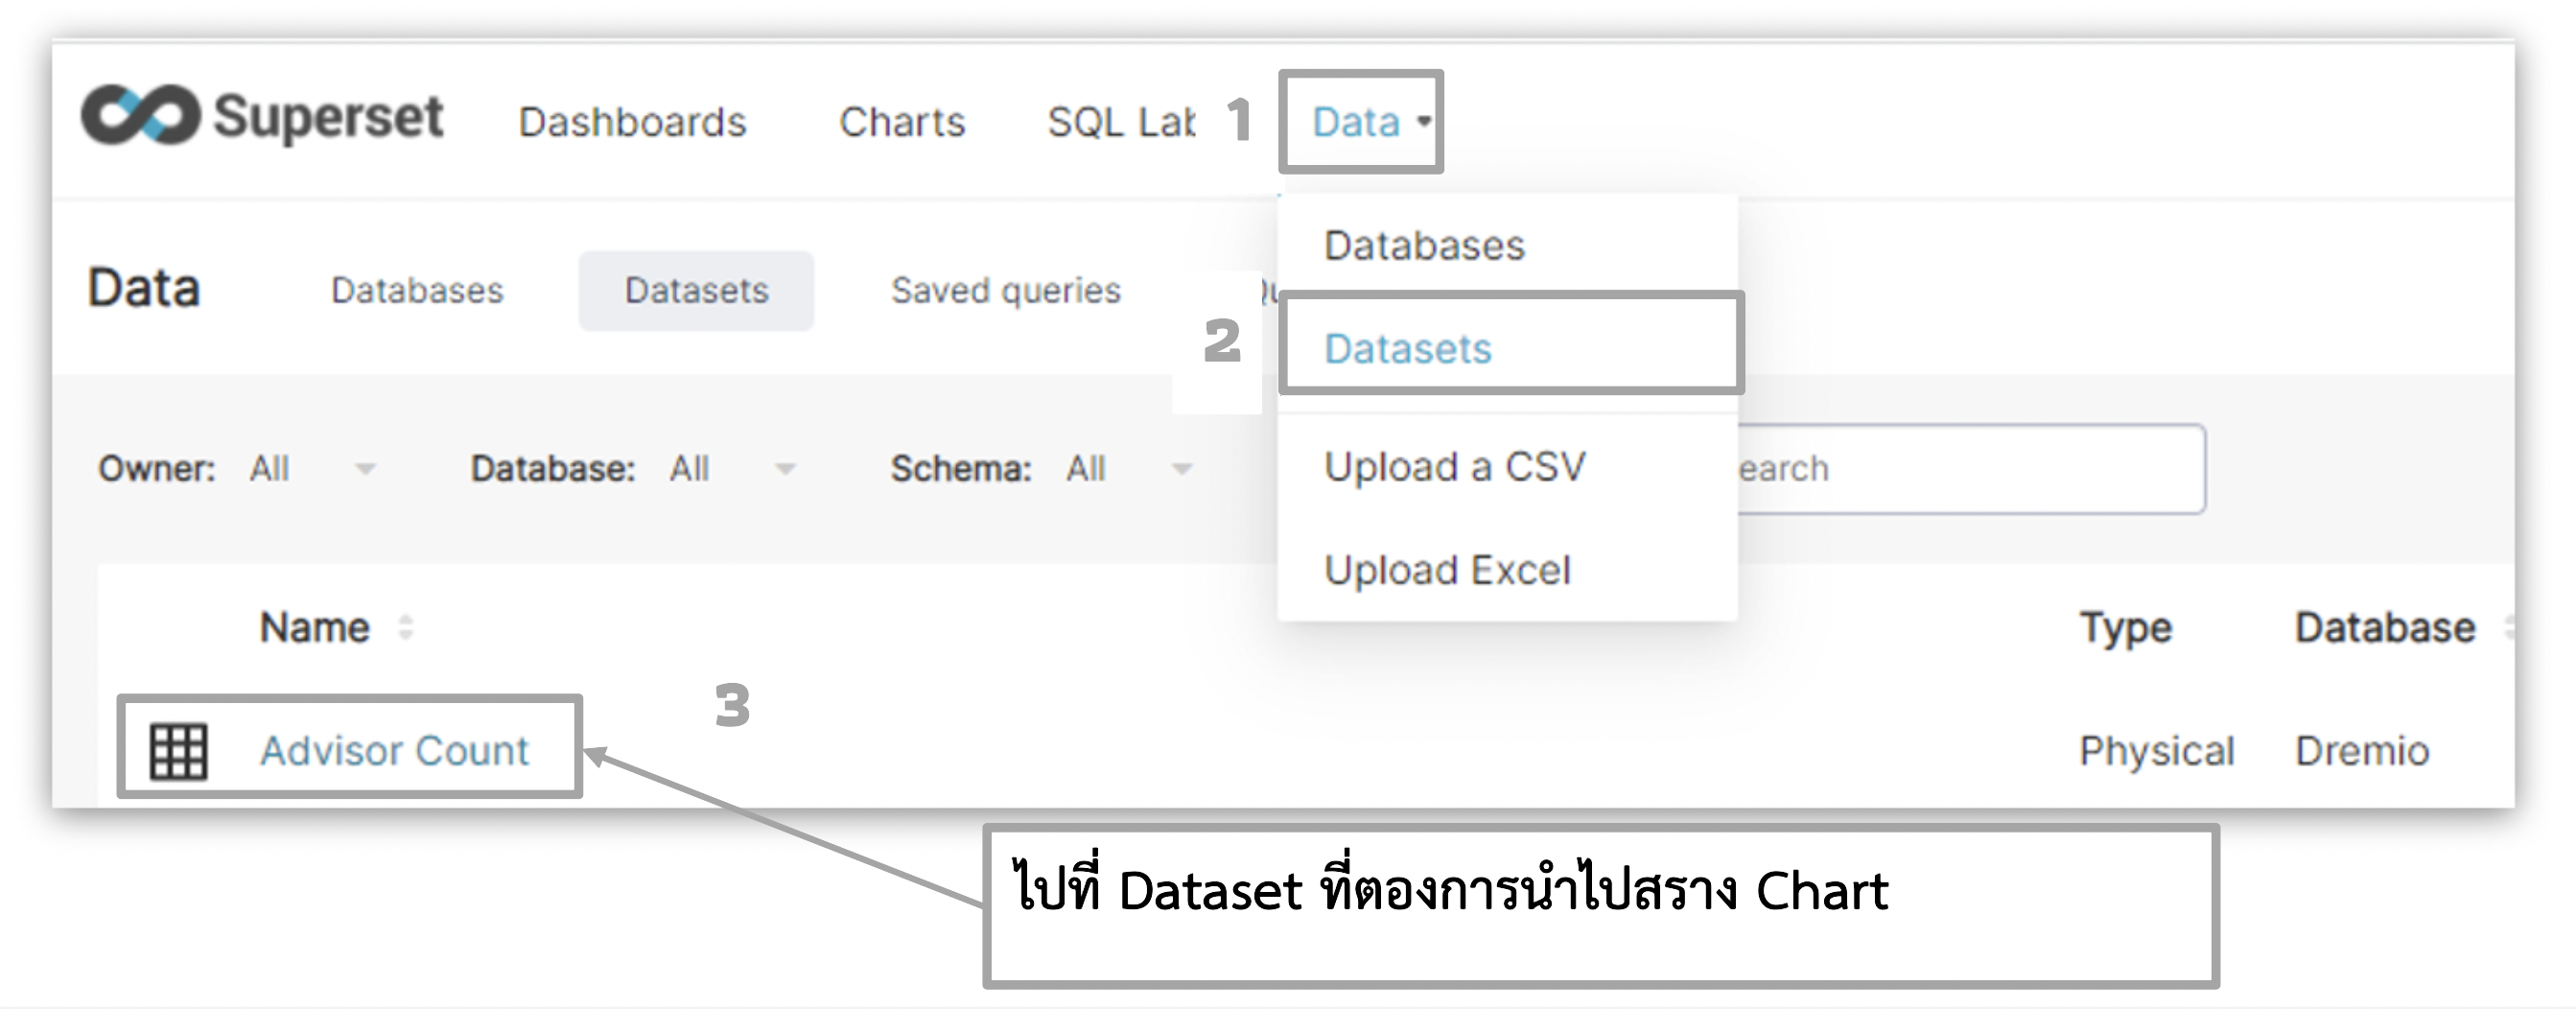 Superset Dashboards Charts SQL Lab 1 Data
Databases
Data Databases Datasets Saved queries
2 Datasets
Owner: All Database: All Schema: All earch
Upload a CSV
Upload Excel
Name Type Database
3
Advisor Count Physical Dremio
ไปที่ Dataset ที่ตองการนำไปสราง Chart